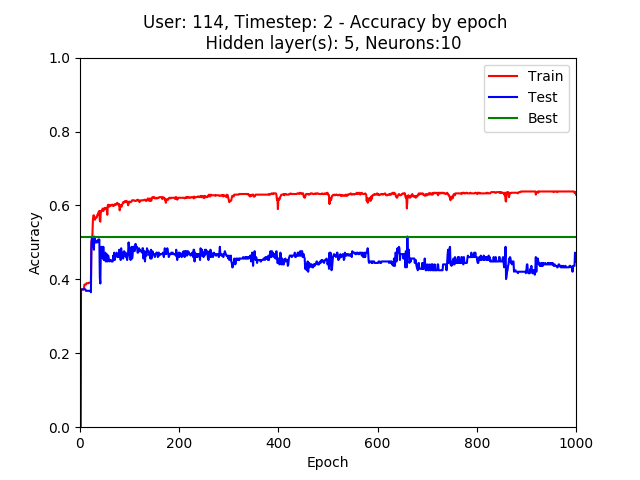 User: 114, Timestep: 2 - Accuracy by epoch
Hidden layer(s): 5, Neurons:10
Train
Test
Best
1.0
0.8
0.6
0.4
0.2
0.0
Accuracy
0 200 400 600 800 1000
Epoch